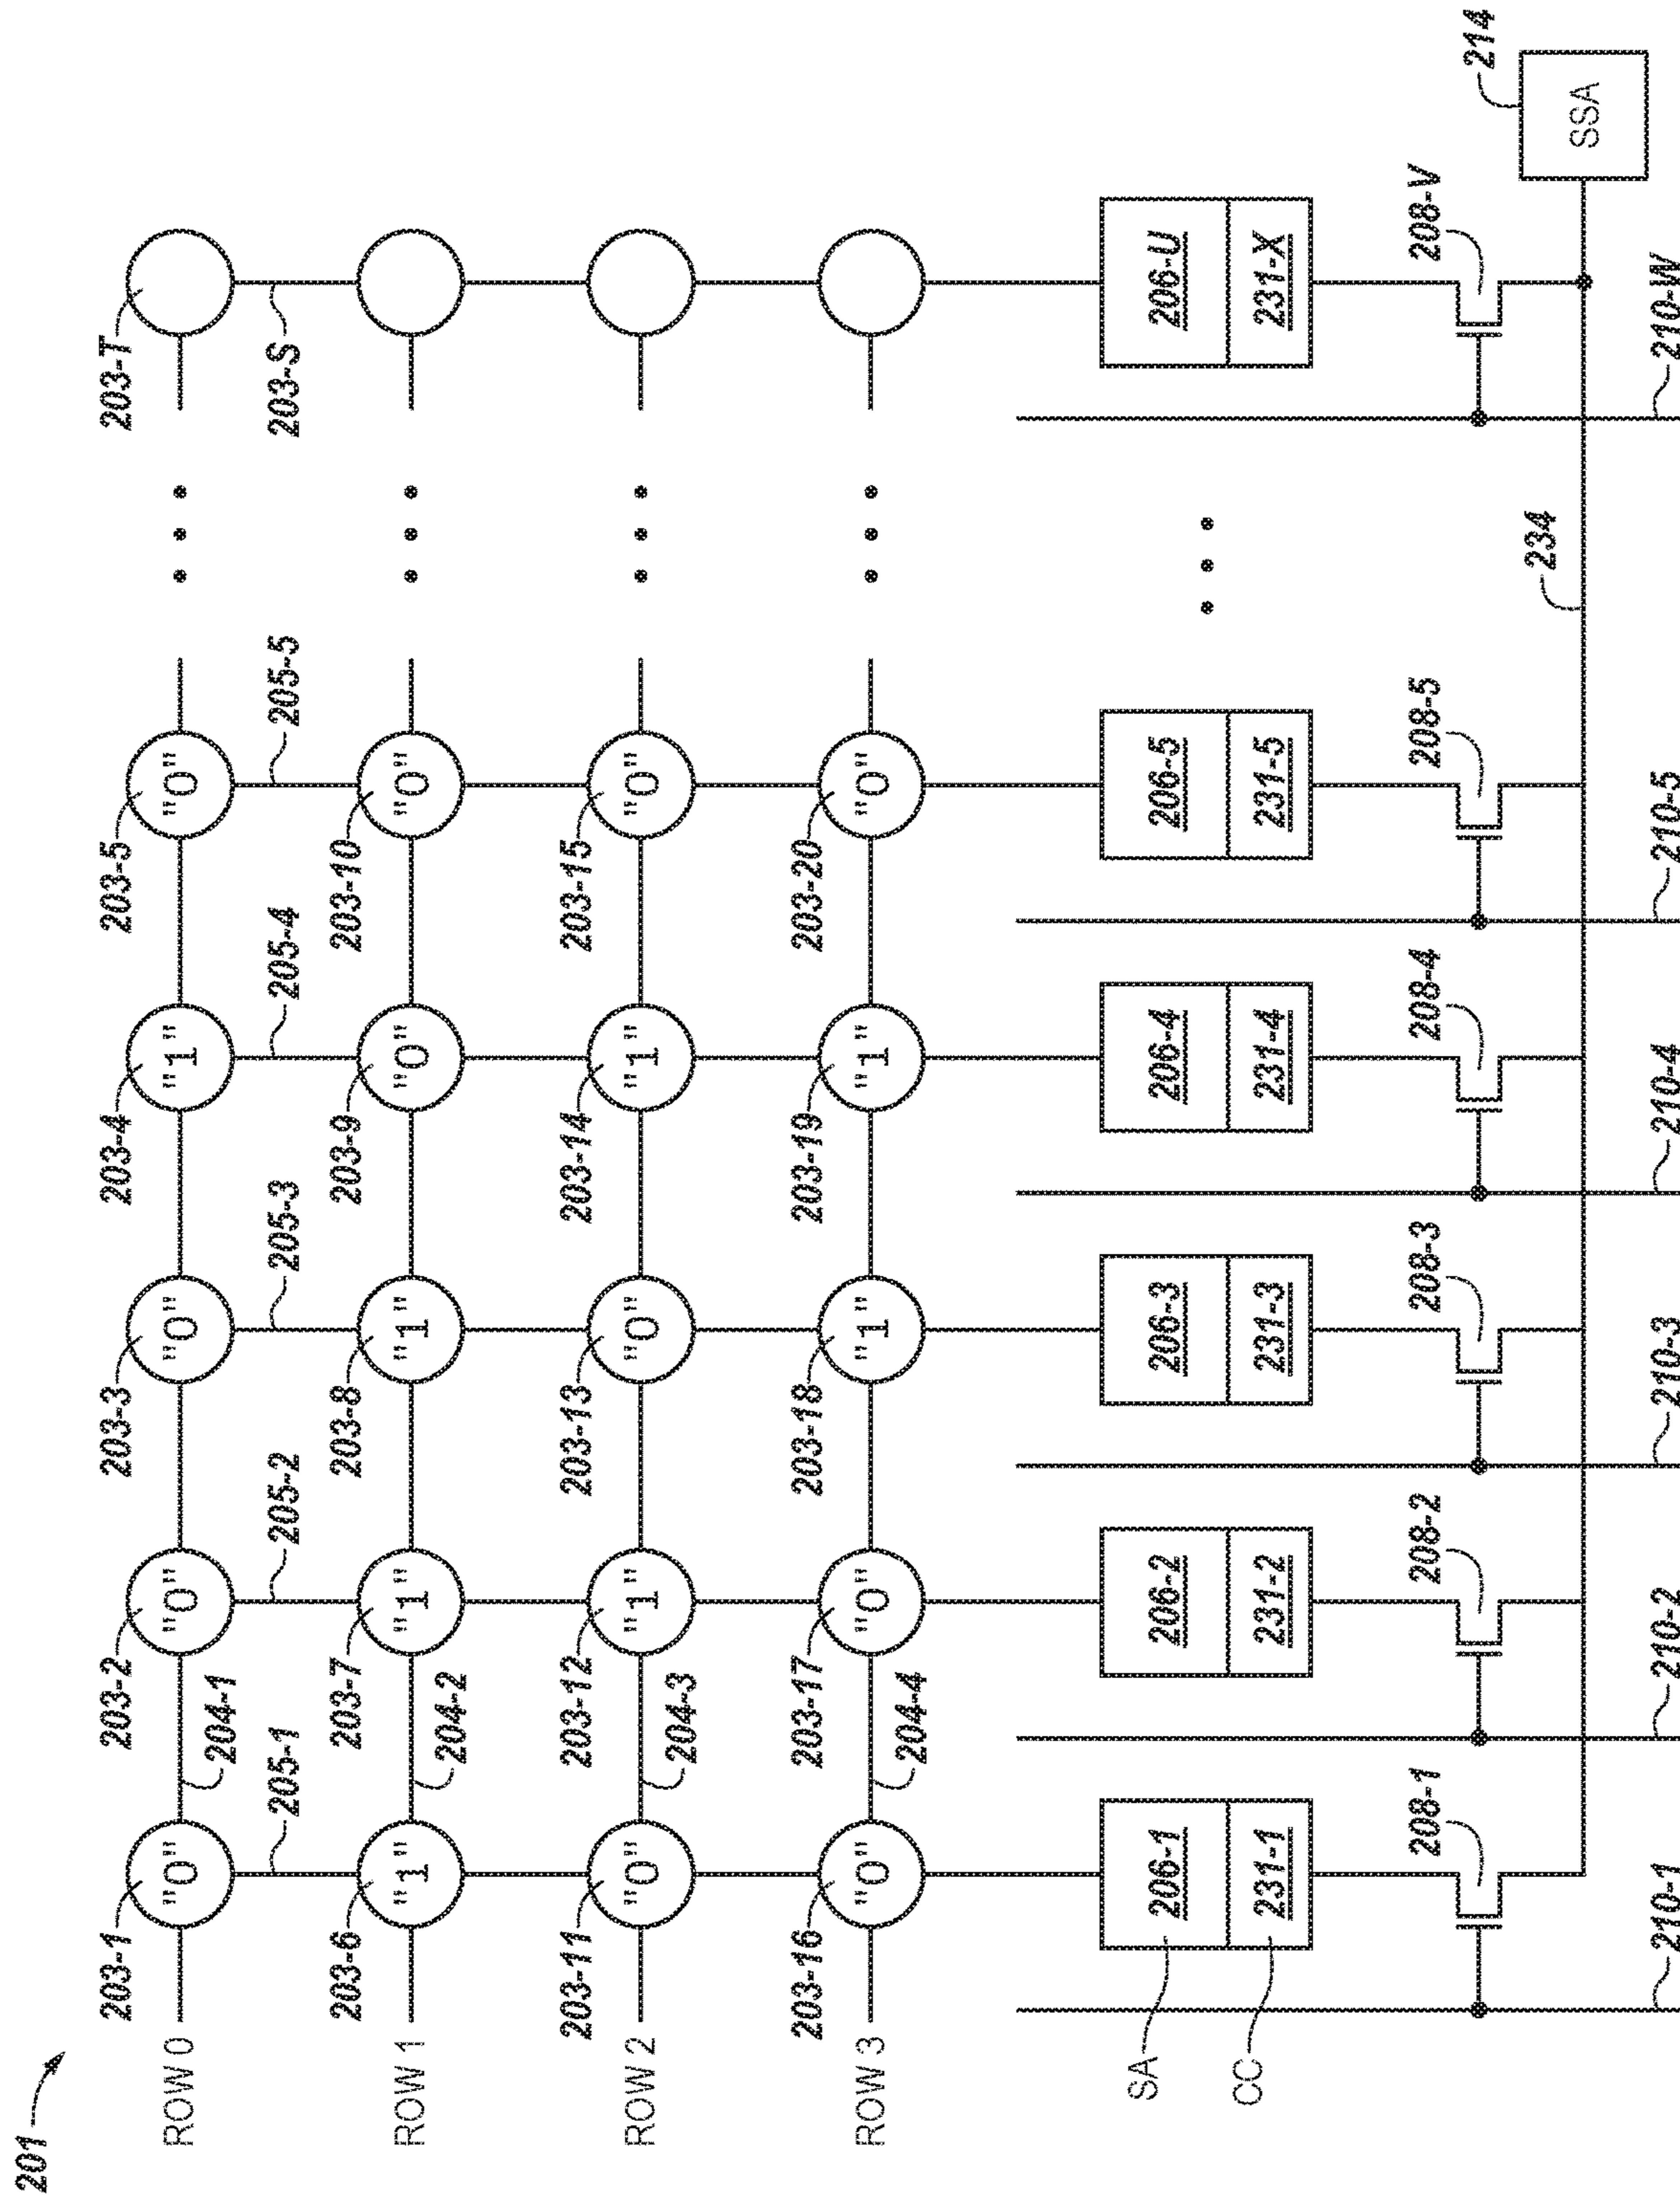 201
203-1 203-2 203-3 203-4 203-5 203-T
ROW 0 "0" "0" "0" "1" "0"
204-1
205-1 205-2 205-3 205-4 205-5 203-S
203-6 203-7 203-8 203-9 203-10
ROW 1 "1" "1" "1" "0" "0"
204-2
203-11 203-12 203-13 203-14 203-15
ROW 2 "0" "1" "0" "1" "0"
204-3
203-16 203-17 203-18 203-19 203-20
ROW 3 "0" "0" "1" "1" "0"
204-4
SA 206-1 206-2 206-3 206-4 206-5 206-U
CC 231-1 231-2 231-3 231-4 231-5 231-X
208-1 208-2 208-3 208-4 208-5 208-V
214
234
SSA
210-1 210-2 210-3 210-4 210-5 210-W